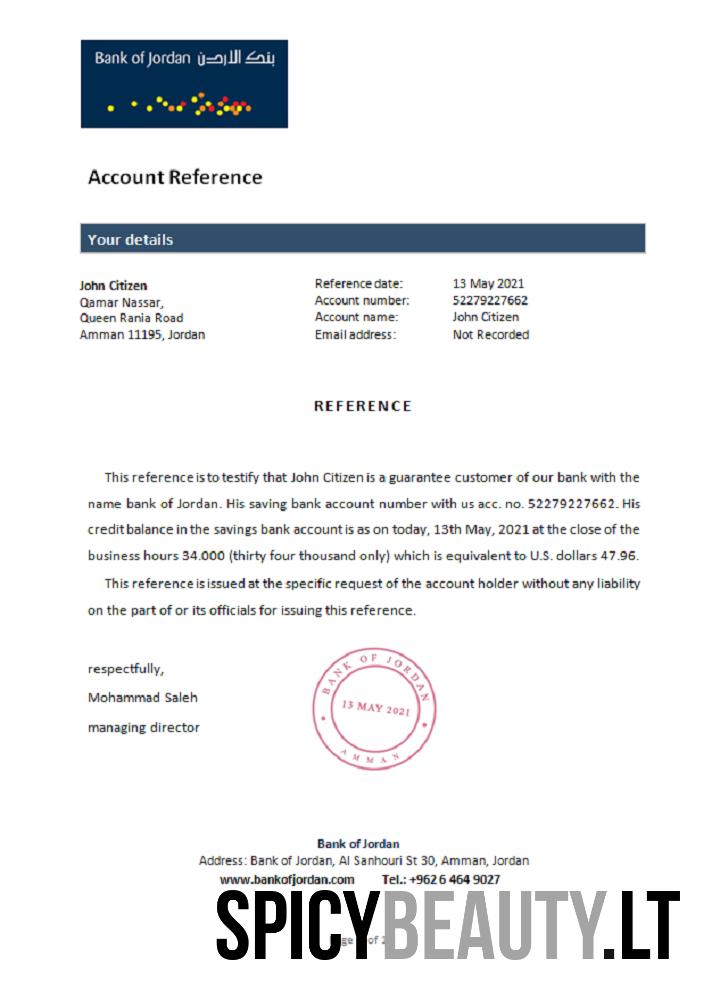 Bank of Jordan بنك الأردن
Account Reference
Your details
John Citizen
Qamar Nassar,
Queen Rania Road
Amman 11195, Jordan
Reference date: 13 May 2021
Account number: 52279227662
Account name: John Citizen
Email address: Not Recorded
REFERENCE
This reference is to testify that John Citizen is a guarantee customer of our bank with the
name bank of Jordan. His saving bank account number with us acc. no. 52279227662. His
credit balance in the savings bank account is as on today, 13th May, 2021 at the close of the
business hours 34.000 (thirty four thousand only) which is equivalent to U.S. dollars 47.96.
This reference is issued at the specific request of the account holder without any liability
on the part of or its officials for issuing this reference.
respectfully,
Mohammad Saleh
managing director
BANK OF JORDAN
13 MAY 2021
AMMAN
Bank of Jordan
Address: Bank of Jordan, Al Sanhouri St 30, Amman, Jordan
www.bankofjordan.com Tel.: +962 6 464 9027
SPICYBEAUTY.LT
of